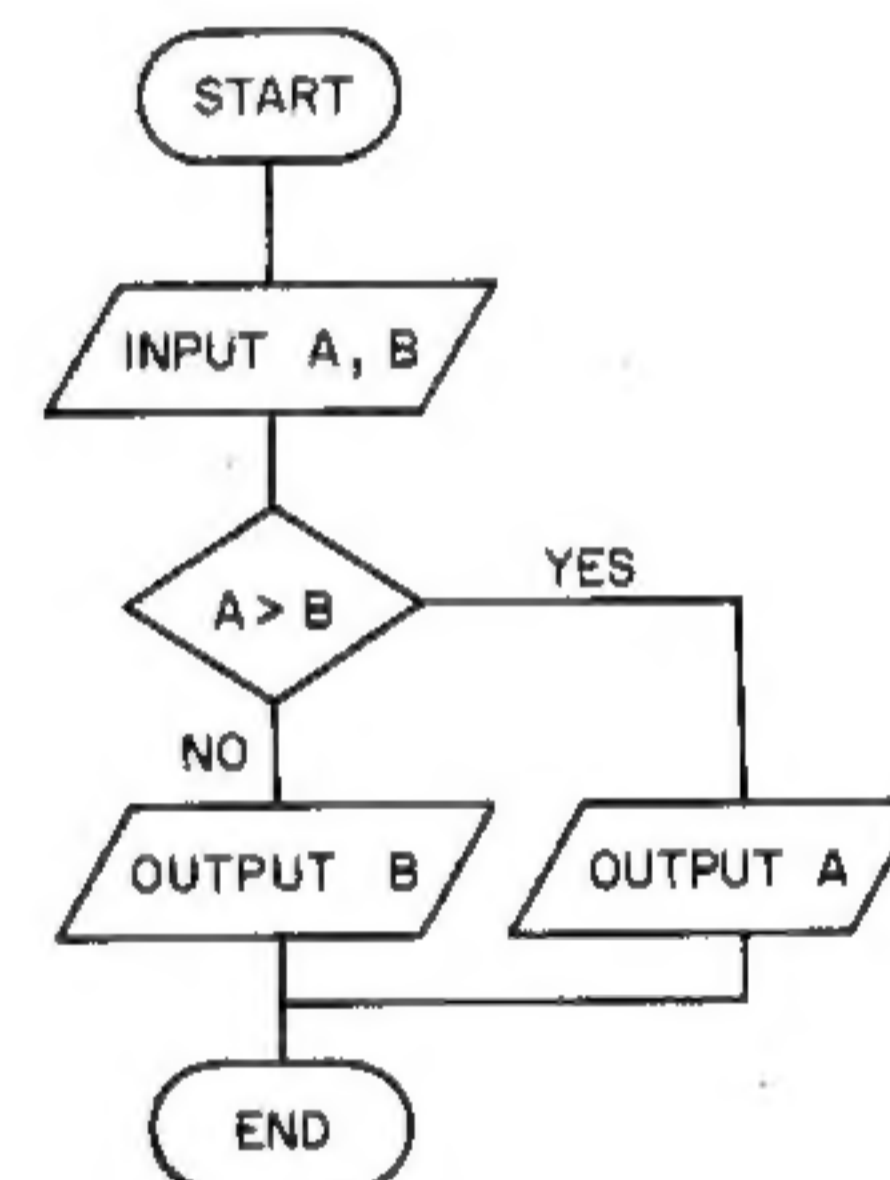 START
INPUT A, B
A > B
YES
NO
OUTPUT B
OUTPUT A
END